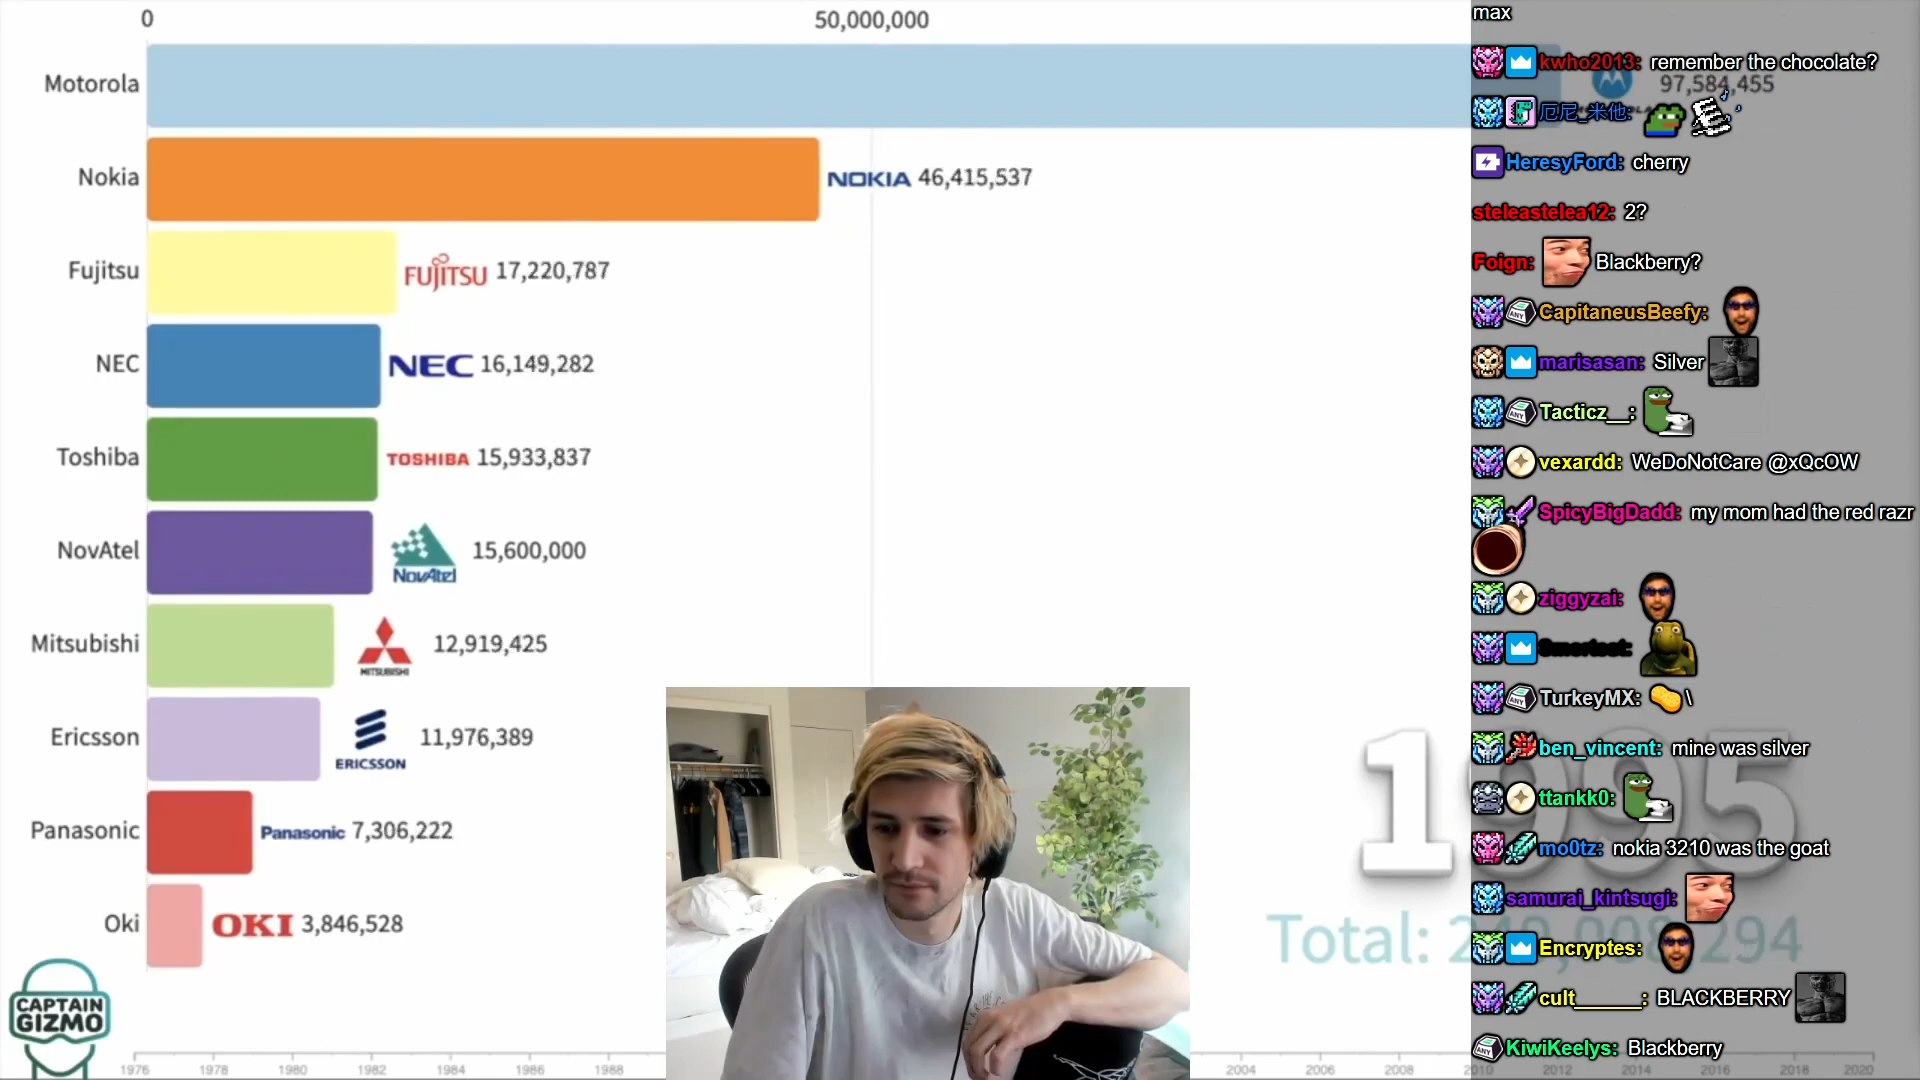 0
50,000,000
Motorola
97,584,455
Nokia
NOKIA 46,415,537
Fujitsu
FUJITSU 17,220,787
NEC
NEC 16,149,282
Toshiba
TOSHIBA 15,933,837
NovAtel
NovAtel 15,600,000
Mitsubishi
MITSUBISHI 12,919,425
Ericsson
ERICSSON 11,976,389
Panasonic
Panasonic 7,306,222
Oki
OKI 3,846,528
1995
Total:
CAPTAIN
GIZMO
1976 1978 1980 1982 1984 1986 1988 2004 2006 2008 2010 2012 2014 2016 2018 2020
max
kwho2013: remember the chocolate?
厄尼_米他:
HeresyFord: cherry
steleastelea12: 2?
Foign: Blackberry?
CapitaneusBeefy:
marisasan: Silver
Tacticz__:
vexardd: WeDoNotCare @xQcOW
SpicyBigDadd: my mom had the red razr
ziggyzai:
TurkeyMX: \
ben_vincent: mine was silver
ttankk0:
mo0tz: nokia 3210 was the goat
samurai_kintsugi:
Encryptes:
cult______: BLACKBERRY
KiwiKeelys: Blackberry